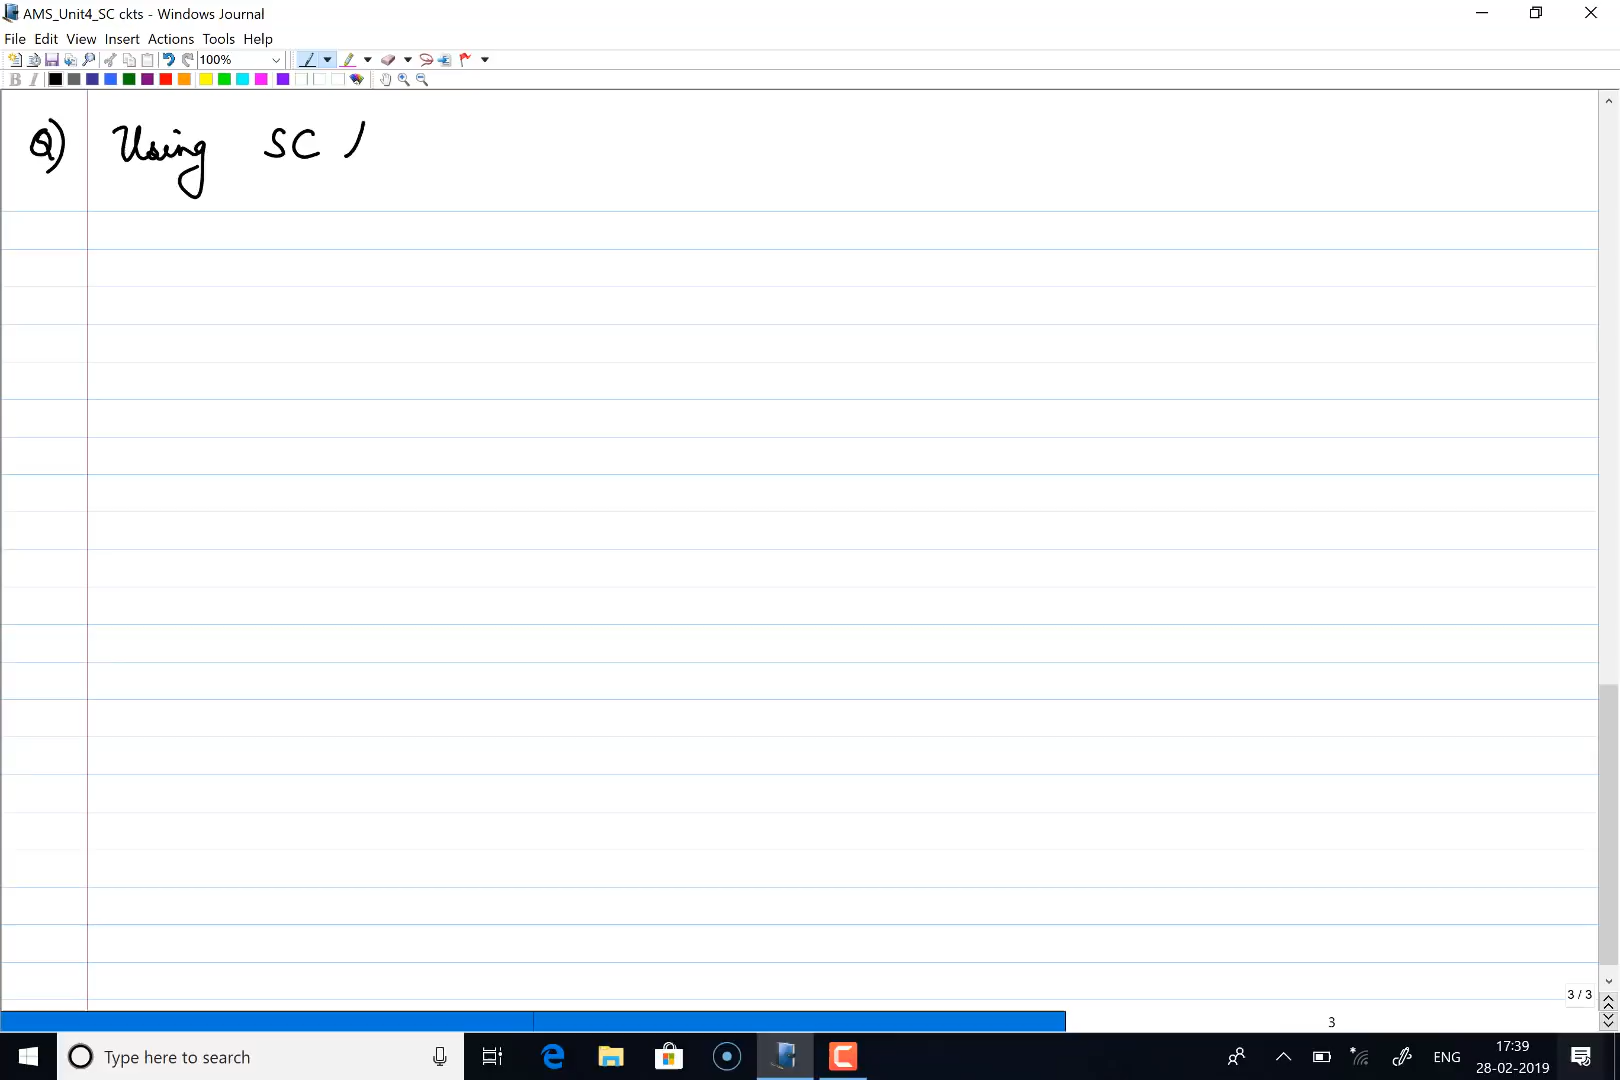 AMS_Unit4_SC ckts - Windows Journal
File Edit View Insert Actions Tools Help
100%
B I
Q) Using SC
3 / 3
3
Type here to search
ENG
17:39
28-02-2019